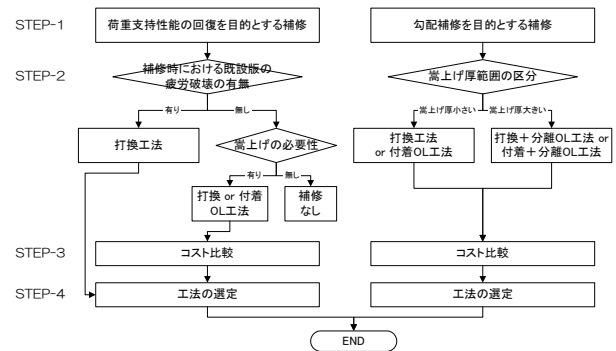 STEP-1
荷重支持性能の回復を目的とする補修
勾配補修を目的とする補修
STEP-2
補修時における既設版の
疲労破壊の有無
嵩上げ厚範囲の区分
有り
無し
嵩上げ厚小さい
嵩上げ厚大きい
打換工法
嵩上げの必要性
打換工法
or 付着OL工法
打換+分離OL工法 or
付着+分離OL工法
有り
無し
打換 or 付着
OL工法
補修
なし
STEP-3
コスト比較
コスト比較
STEP-4
工法の選定
工法の選定
END